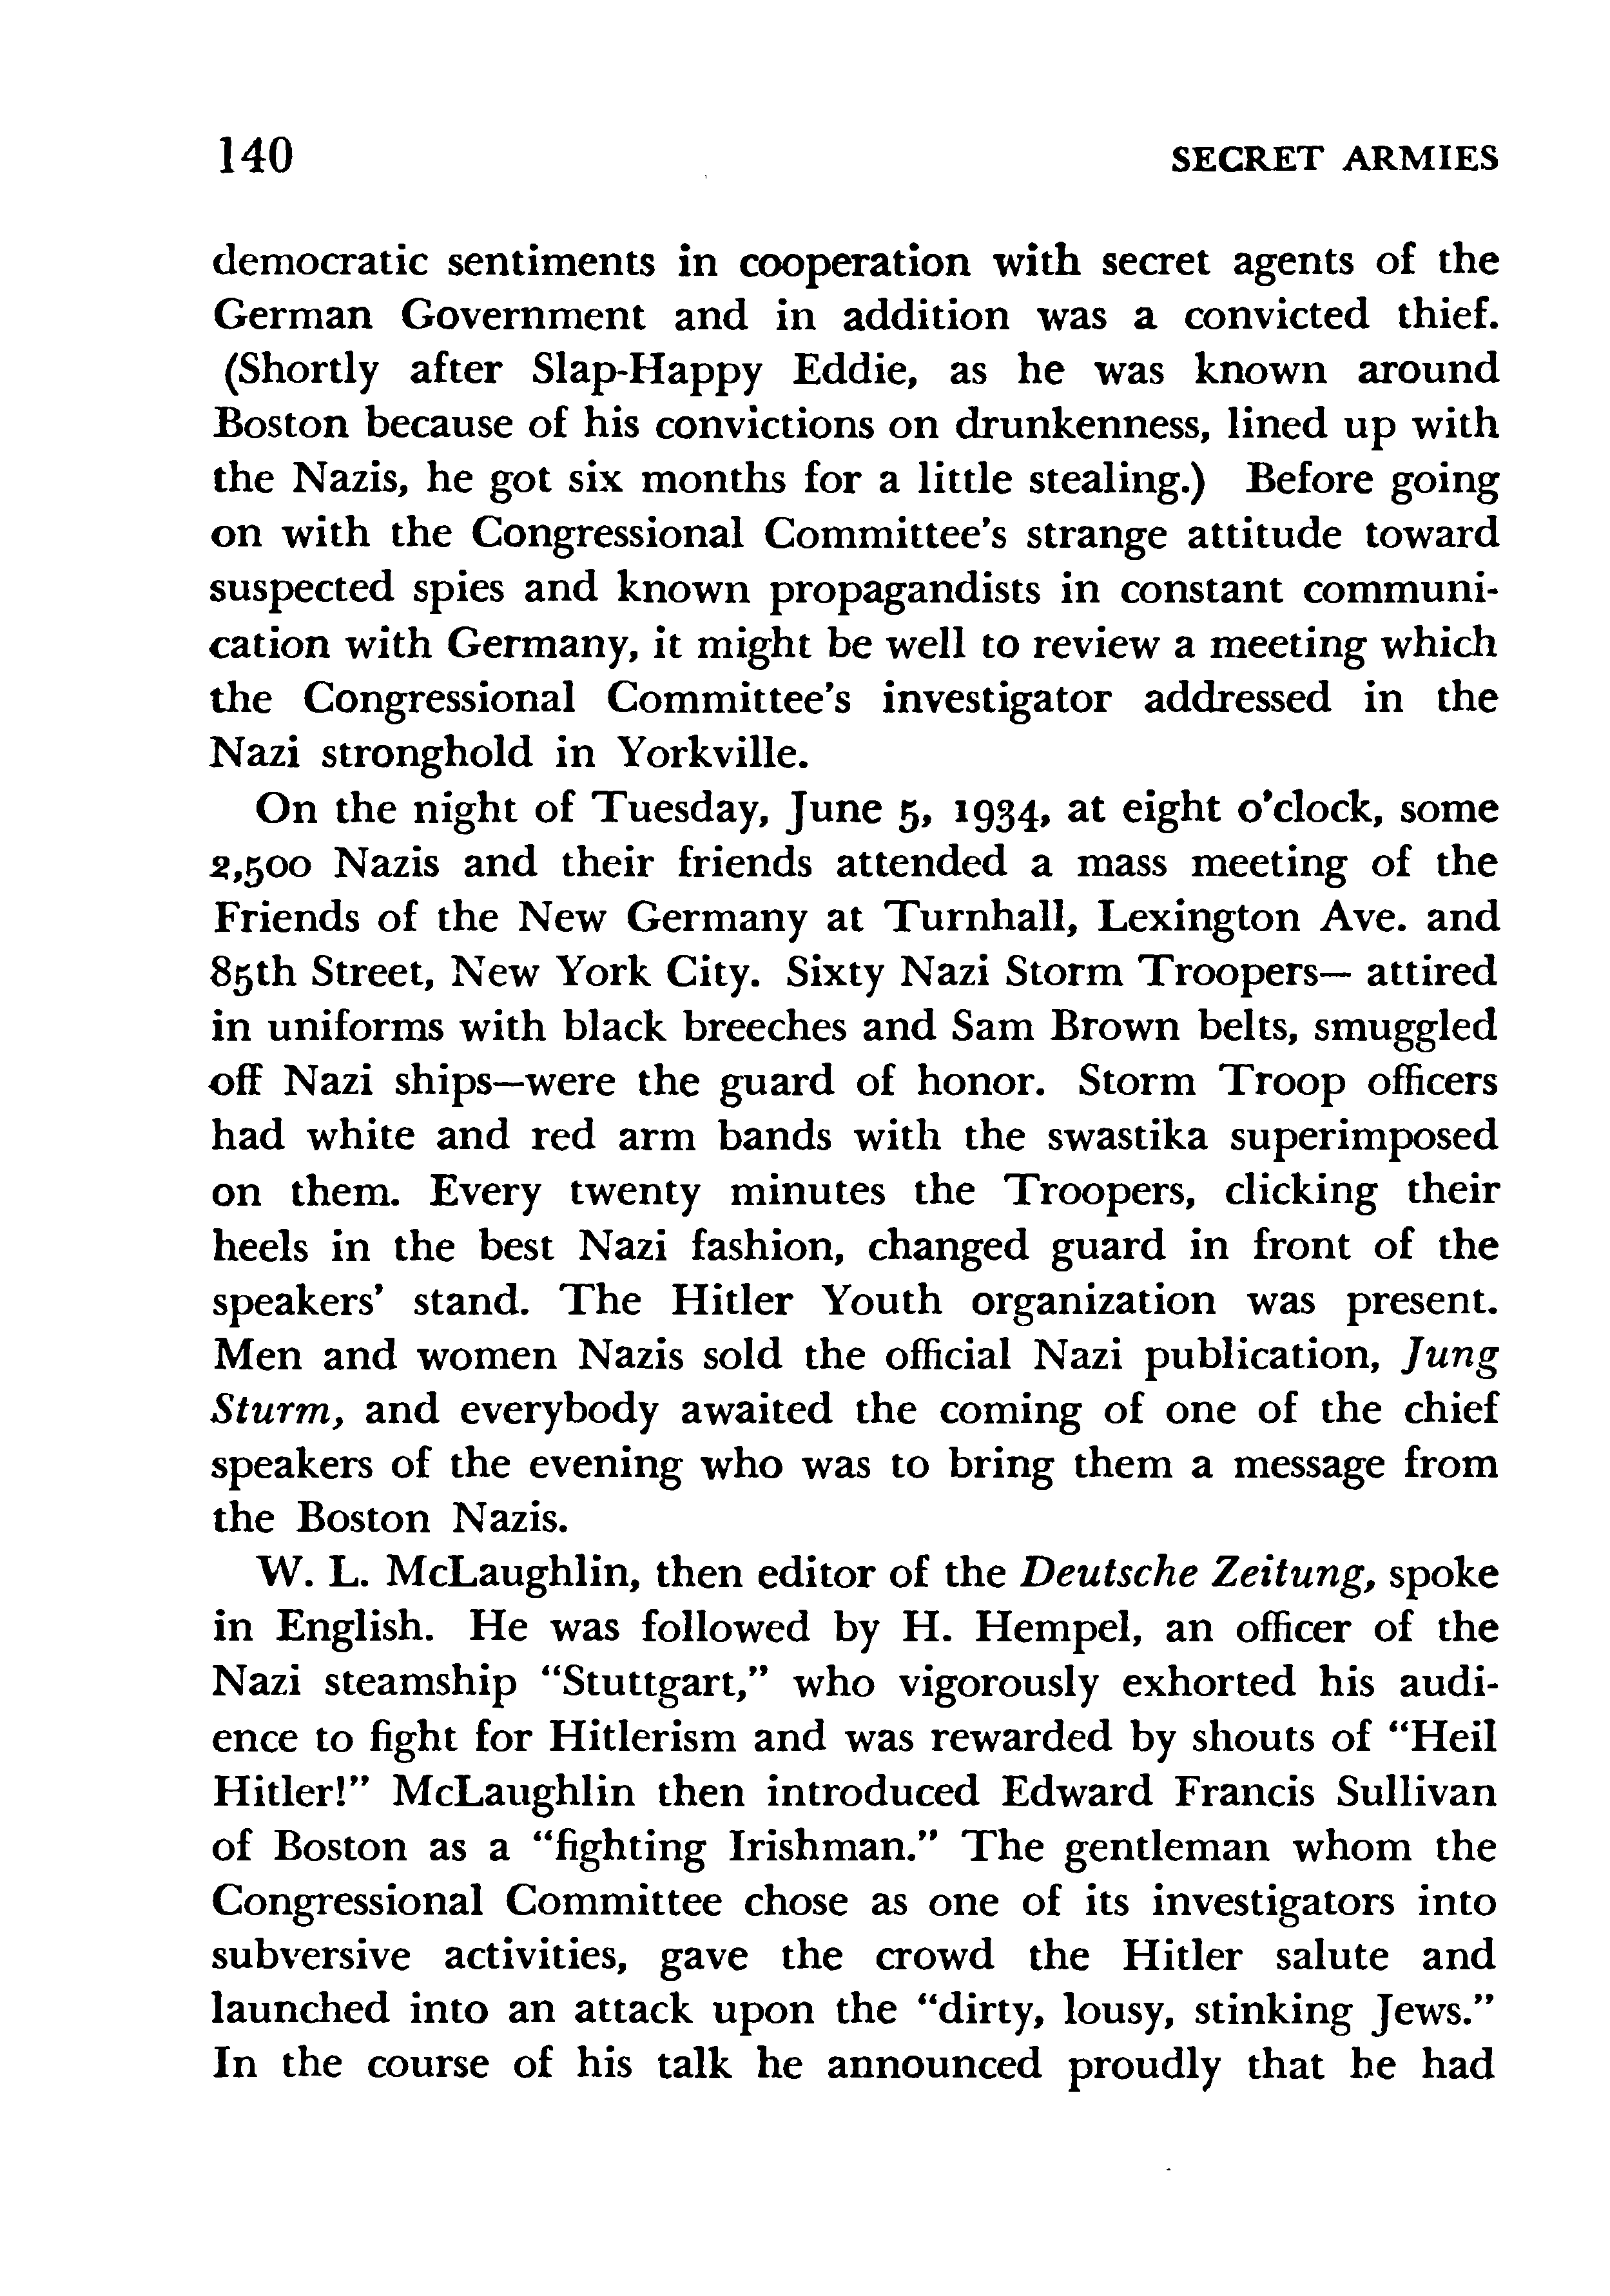 140 SECRET ARMIES
democratic sentiments in cooperation with secret agents of the
German Government and in addition was a convicted thief.
(Shortly after Slap-Happy Eddie, as he was known around
Boston because of his convictions on drunkenness, lined up with
the Nazis, he got six months for a little stealing.) Before going
on with the Congressional Committee's strange attitude toward
suspected spies and known propagandists in constant communi-
cation with Germany, it might be well to review a meeting which
the Congressional Committee's investigator addressed in the
Nazi stronghold in Yorkville.
On the night of Tuesday, June 5, 1934, at eight o'clock, some
2,500 Nazis and their friends attended a mass meeting of the
Friends of the New Germany at Turnhall, Lexington Ave. and
85th Street, New York City. Sixty Nazi Storm Troopers— attired
in uniforms with black breeches and Sam Brown belts, smuggled
off Nazi ships—were the guard of honor. Storm Troop officers
had white and red arm bands with the swastika superimposed
on them. Every twenty minutes the Troopers, clicking their
heels in the best Nazi fashion, changed guard in front of the
speakers' stand. The Hitler Youth organization was present.
Men and women Nazis sold the official Nazi publication, Jung
Sturm, and everybody awaited the coming of one of the chief
speakers of the evening who was to bring them a message from
the Boston Nazis.
W. L. McLaughlin, then editor of the Deutsche Zeitung, spoke
in English. He was followed by H. Hempel, an officer of the
Nazi steamship "Stuttgart," who vigorously exhorted his audi-
ence to fight for Hitlerism and was rewarded by shouts of "Heil
Hitler!" McLaughlin then introduced Edward Francis Sullivan
of Boston as a "fighting Irishman." The gentleman whom the
Congressional Committee chose as one of its investigators into
subversive activities, gave the crowd the Hitler salute and
launched into an attack upon the "dirty, lousy, stinking Jews."
In the course of his talk he announced proudly that he had